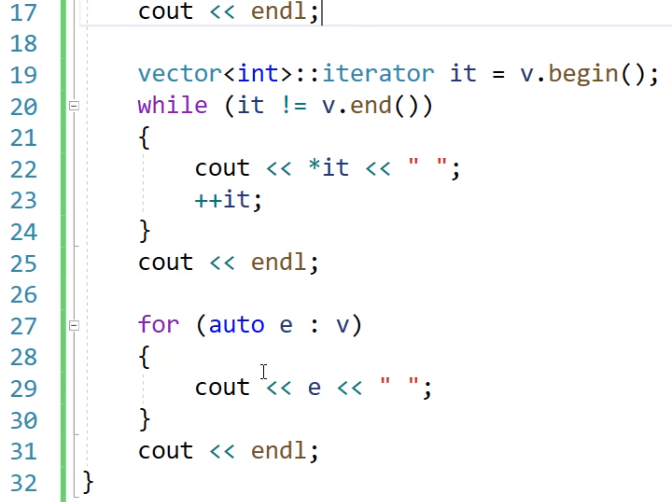 17 cout << endl;
18
19 vector<int>::iterator it = v.begin();
20 while (it != v.end())
21 {
22 cout << *it << " ";
23 ++it;
24 }
25 cout << endl;
26
27 for (auto e : v)
28 {
29 cout << e << " ";
30 }
31 cout << endl;
32 }